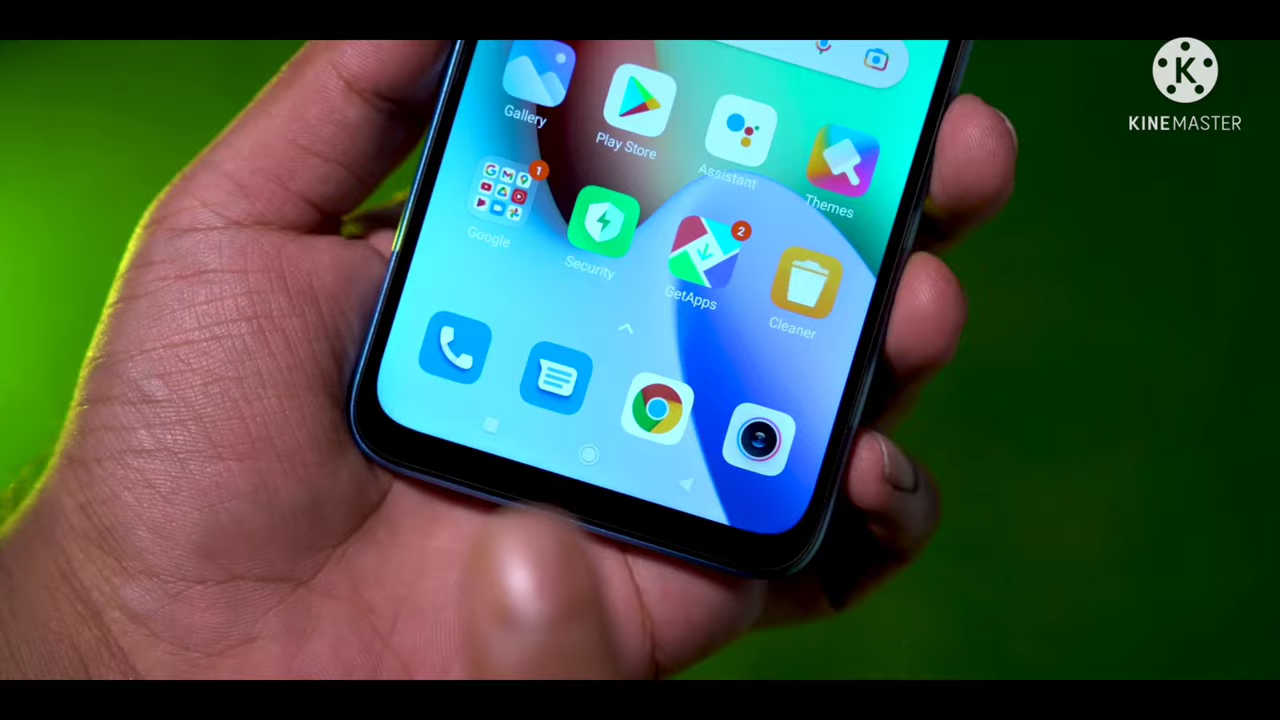 K
KINEMASTER
Gallery
Play Store
Assistant
Themes
1
Google
Security
2
GetApps
Cleaner